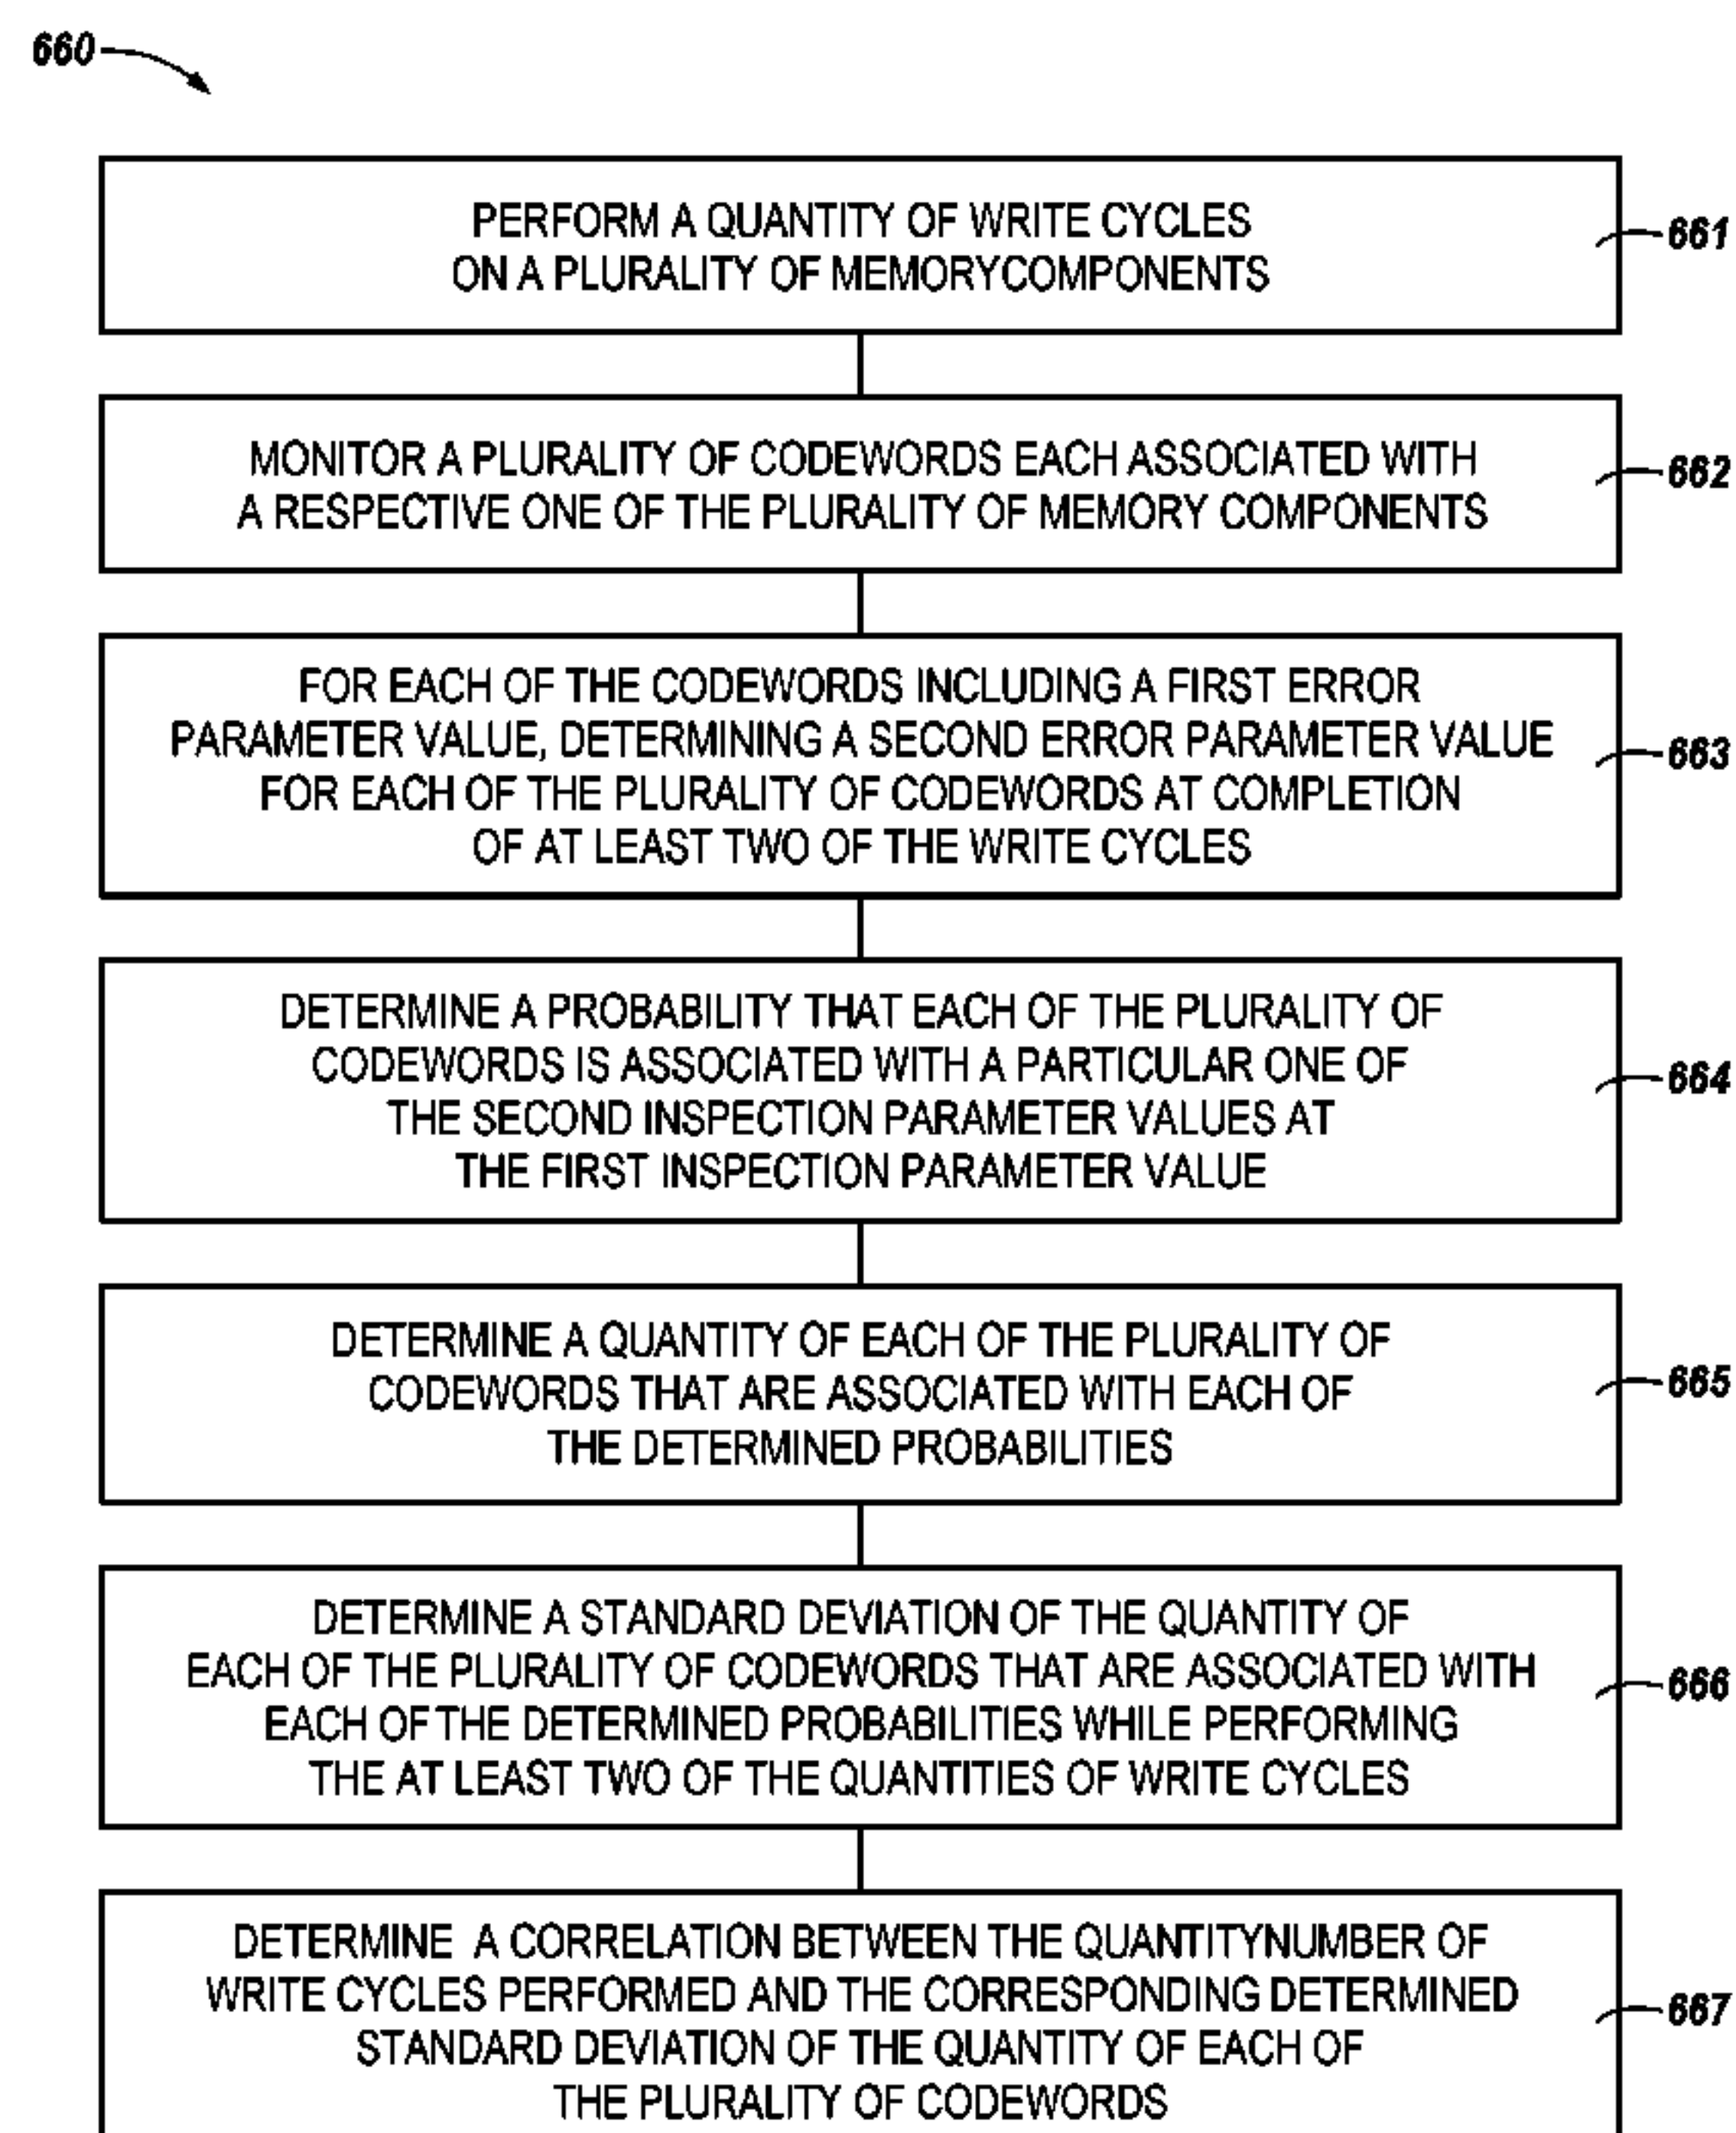 660
PERFORM A QUANTITY OF WRITE CYCLES
ON A PLURALITY OF MEMORYCOMPONENTS
661
MONITOR A PLURALITY OF CODEWORDS EACH ASSOCIATED WITH
A RESPECTIVE ONE OF THE PLURALITY OF MEMORY COMPONENTS
662
FOR EACH OF THE CODEWORDS INCLUDING A FIRST ERROR
PARAMETER VALUE, DETERMINING A SECOND ERROR PARAMETER VALUE
FOR EACH OF THE PLURALITY OF CODEWORDS AT COMPLETION
OF AT LEAST TWO OF THE WRITE CYCLES
663
DETERMINE A PROBABILITY THAT EACH OF THE PLURALITY OF
CODEWORDS IS ASSOCIATED WITH A PARTICULAR ONE OF
THE SECOND INSPECTION PARAMETER VALUES AT
THE FIRST INSPECTION PARAMETER VALUE
664
DETERMINE A QUANTITY OF EACH OF THE PLURALITY OF
CODEWORDS THAT ARE ASSOCIATED WITH EACH OF
THE DETERMINED PROBABILITIES
665
DETERMINE A STANDARD DEVIATION OF THE QUANTITY OF
EACH OF THE PLURALITY OF CODEWORDS THAT ARE ASSOCIATED WITH
EACH OF THE DETERMINED PROBABILITIES WHILE PERFORMING
THE AT LEAST TWO OF THE QUANTITIES OF WRITE CYCLES
666
DETERMINE A CORRELATION BETWEEN THE QUANTITYNUMBER OF
WRITE CYCLES PERFORMED AND THE CORRESPONDING DETERMINED
STANDARD DEVIATION OF THE QUANTITY OF EACH OF
THE PLURALITY OF CODEWORDS
667